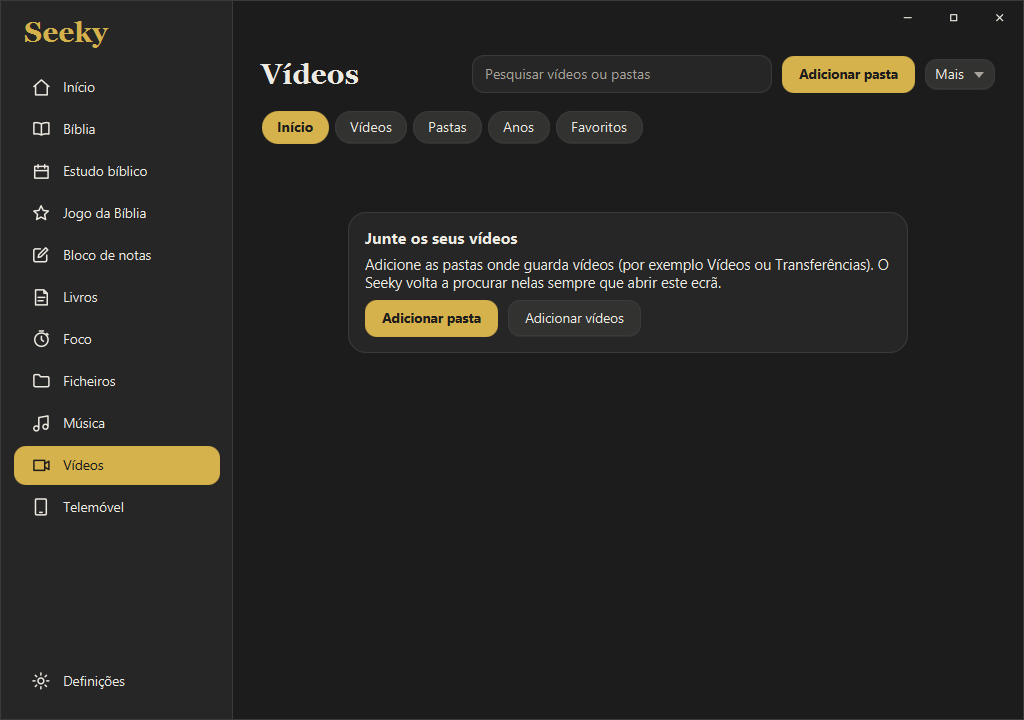 Seeky
Início
Bíblia
Estudo bíblico
Jogo da Bíblia
Bloco de notas
Livros
Foco
Ficheiros
Música
Vídeos
Telemóvel
Definições
Vídeos
Pesquisar vídeos ou pastas
Adicionar pasta
Mais
Início
Vídeos
Pastas
Anos
Favoritos
Junte os seus vídeos
Adicione as pastas onde guarda vídeos (por exemplo Vídeos ou Transferências). O
Seeky volta a procurar nelas sempre que abrir este ecrã.
Adicionar pasta
Adicionar vídeos